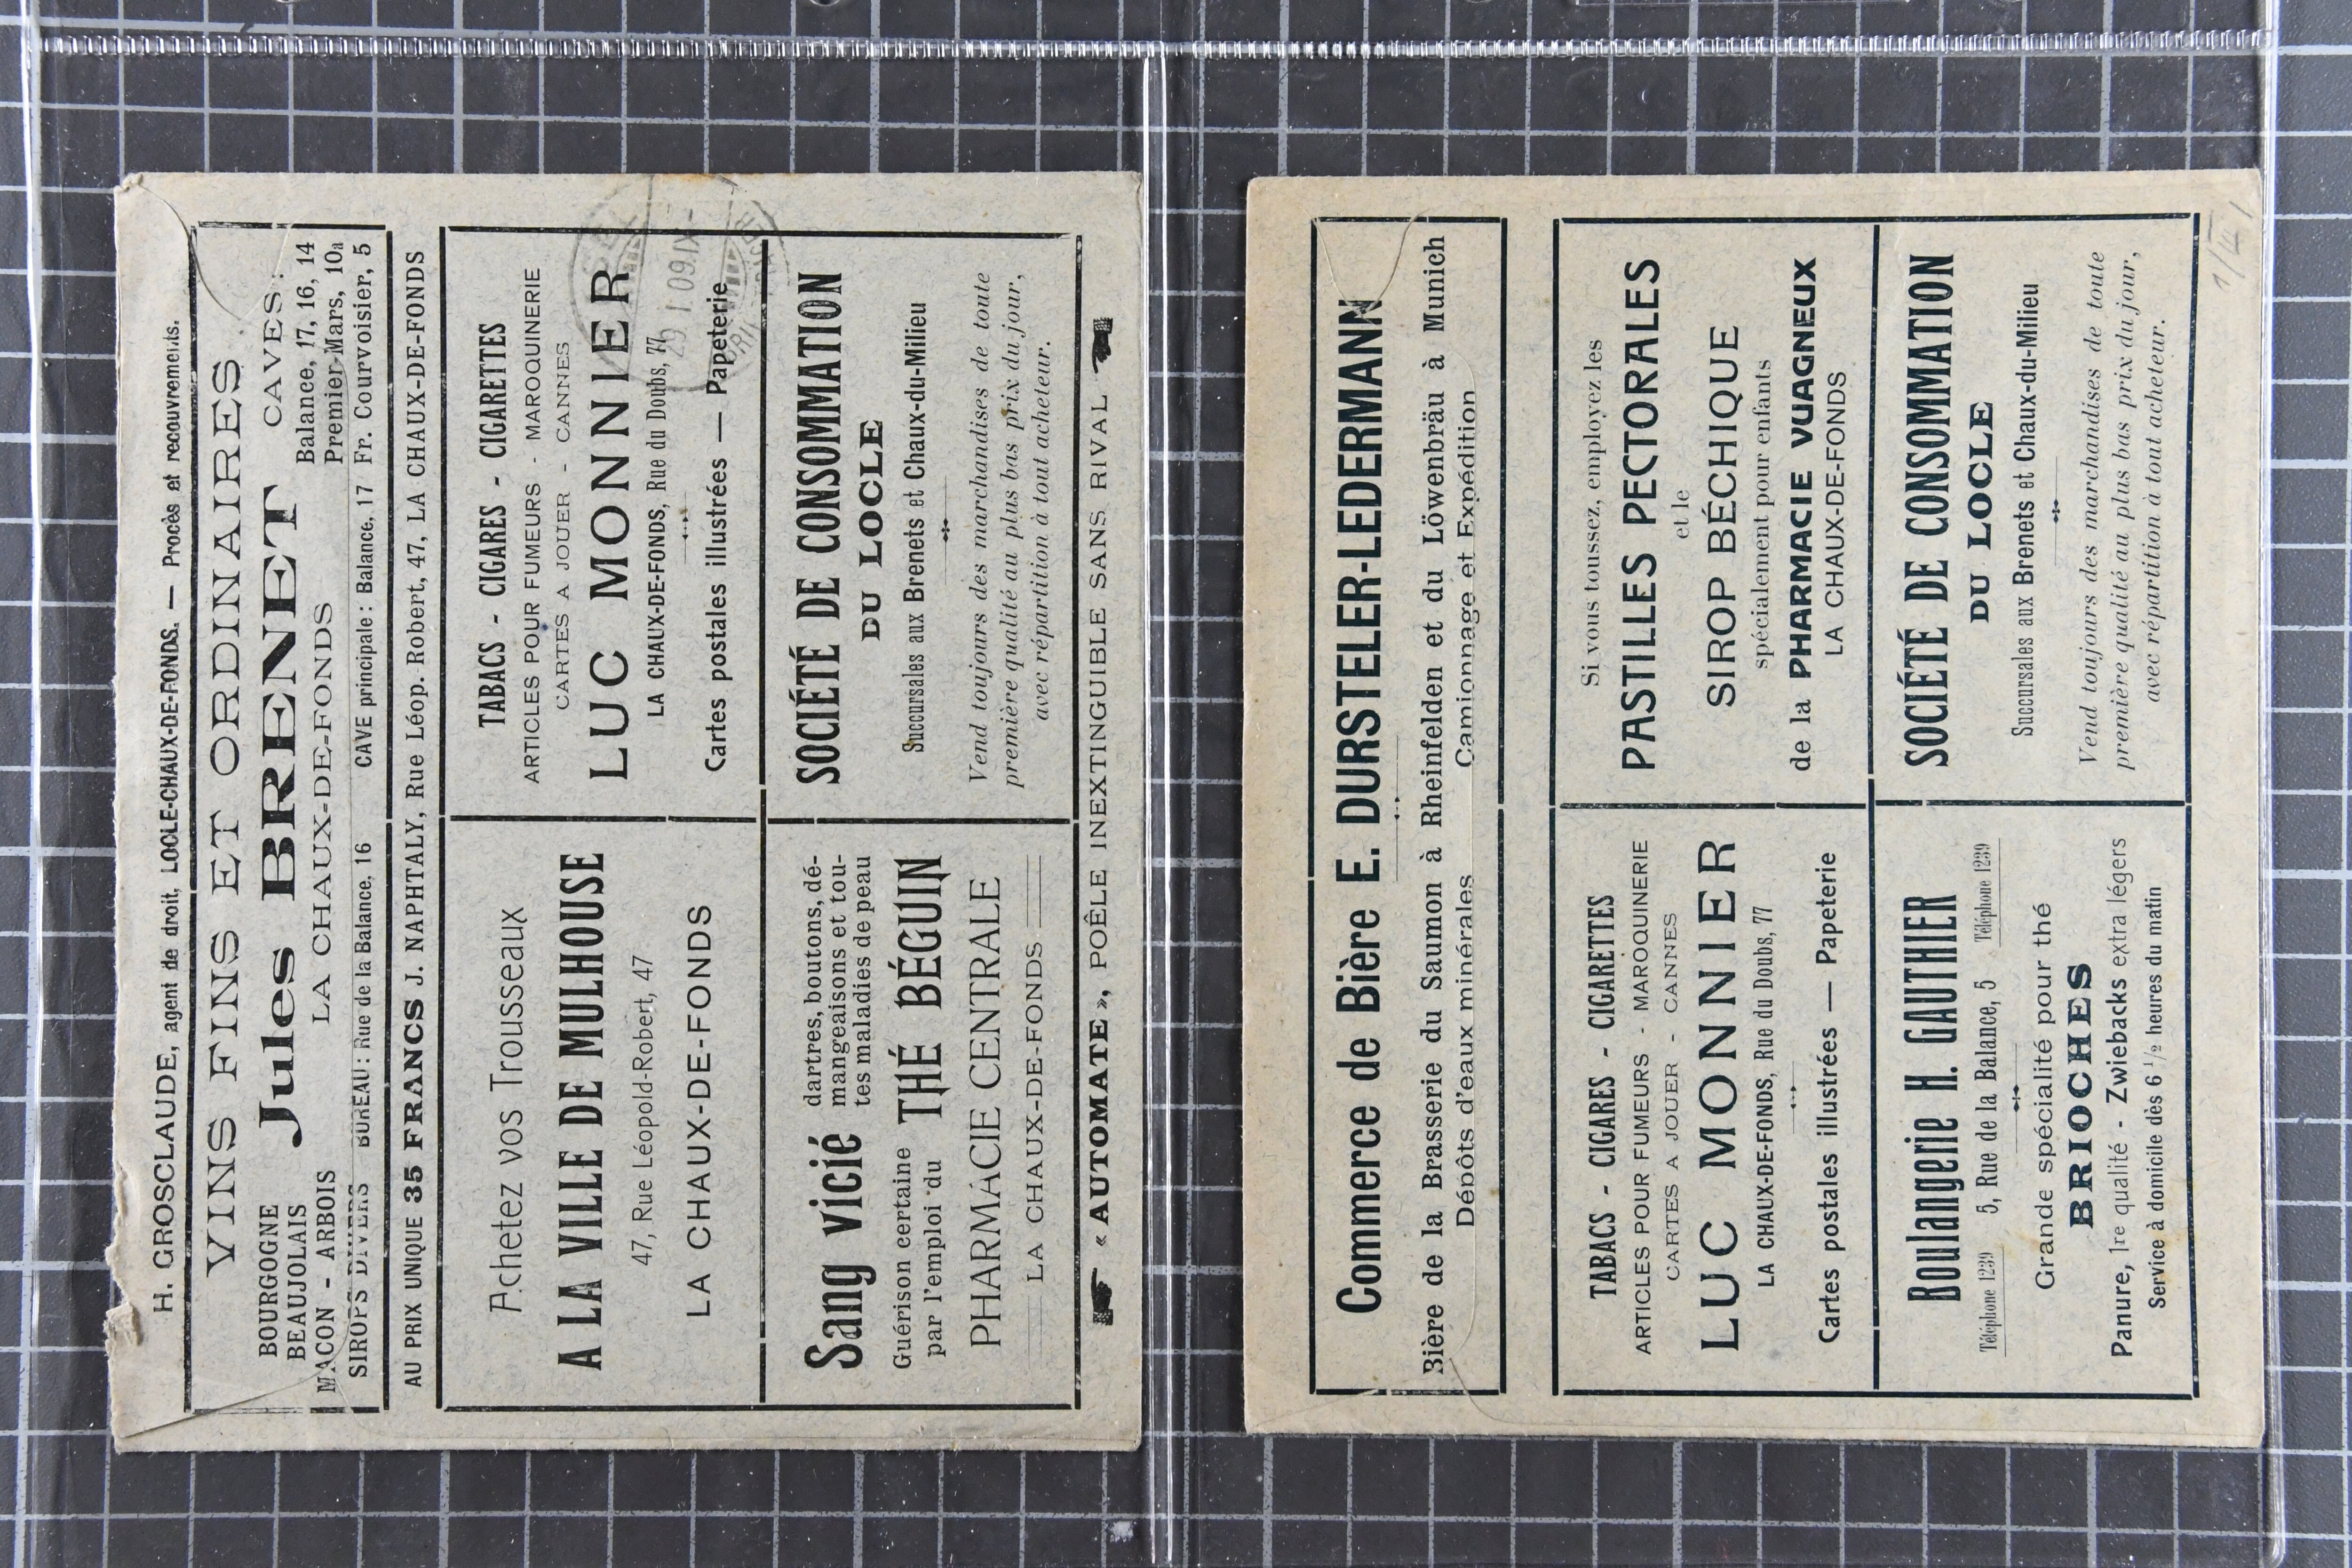 H. GROSCLAUDE, agent de droit, LOCLE-CHAUX-DE-FONDS. — Procès et recouvrements.
VINS FINS ET ORDINAIRES
BOURGOGNE
BEAUJOLAIS
MACON - ARBOIS
SIROPS DIVERS
Jules BRENET
LA CHAUX-DE-FONDS
CAVES:
Balance, 17, 16, 14
Premier-Mars, 10a
BUREAU: Rue de la Balance, 16
CAVE principale: Balance, 17
Fr. Courvoisier, 5
AU PRIX UNIQUE 35 FRANCS J. NAPHTALY, Rue Léop. Robert, 47, LA CHAUX-DE-FONDS
Achetez vos Trousseaux
A LA VILLE DE MULHOUSE
47, Rue Léopold-Robert, 47
LA CHAUX-DE-FONDS
TABACS - CIGARES - CIGARETTES
ARTICLES POUR FUMEURS - MAROQUINERIE
CARTES A JOUER - CANNES
LUC MONNIER
LA CHAUX-DE-FONDS, Rue du Doubs, 77
Cartes postales illustrées — Papeterie
29 I 09 IX-
Sang vicié
dartres, boutons, dé-
mangeaisons et tou-
tes maladies de peau
Guérison certaine
par l'emploi du
THÉ BÉGUIN
PHARMACIE CENTRALE
LA CHAUX-DE-FONDS
SOCIÉTÉ DE CONSOMMATION
DU LOCLE
Succursales aux Brenets et Chaux-du-Milieu
Vend toujours des marchandises de toute
première qualité au plus bas prix du jour,
avec répartition à tout acheteur.
« AUTOMATE », POÊLE INEXTINGUIBLE SANS RIVAL
Commerce de Bière E. DURSTELER-LEDERMANN
Bière de la Brasserie du Saumon à Rheinfelden et du Löwenbräu à Munich
Dépôts d'eaux minérales
Camionnage et Expédition
TABACS - CIGARES - CIGARETTES
ARTICLES POUR FUMEURS - MAROQUINERIE
CARTES A JOUER - CANNES
LUC MONNIER
LA CHAUX-DE-FONDS, Rue du Doubs, 77
Cartes postales illustrées — Papeterie
Si vous toussez, employez les
PASTILLES PECTORALES
et le
SIROP BÉCHIQUE
spécialement pour enfants
de la PHARMACIE VUAGNEUX
LA CHAUX-DE-FONDS
Boulangerie H. GAUTHIER
Téléphone 1239 5, Rue de la Balance, 5 Téléphone 1239
Grande spécialité pour thé
BRIOCHES
Panure, 1re qualité - Zwiebacks extra légers
Service à domicile dès 6 1/2 heures du matin
SOCIÉTÉ DE CONSOMMATION
DU LOCLE
Succursales aux Brenets et Chaux-du-Milieu
Vend toujours des marchandises de toute
première qualité au plus bas prix du jour,
avec répartition à tout acheteur.